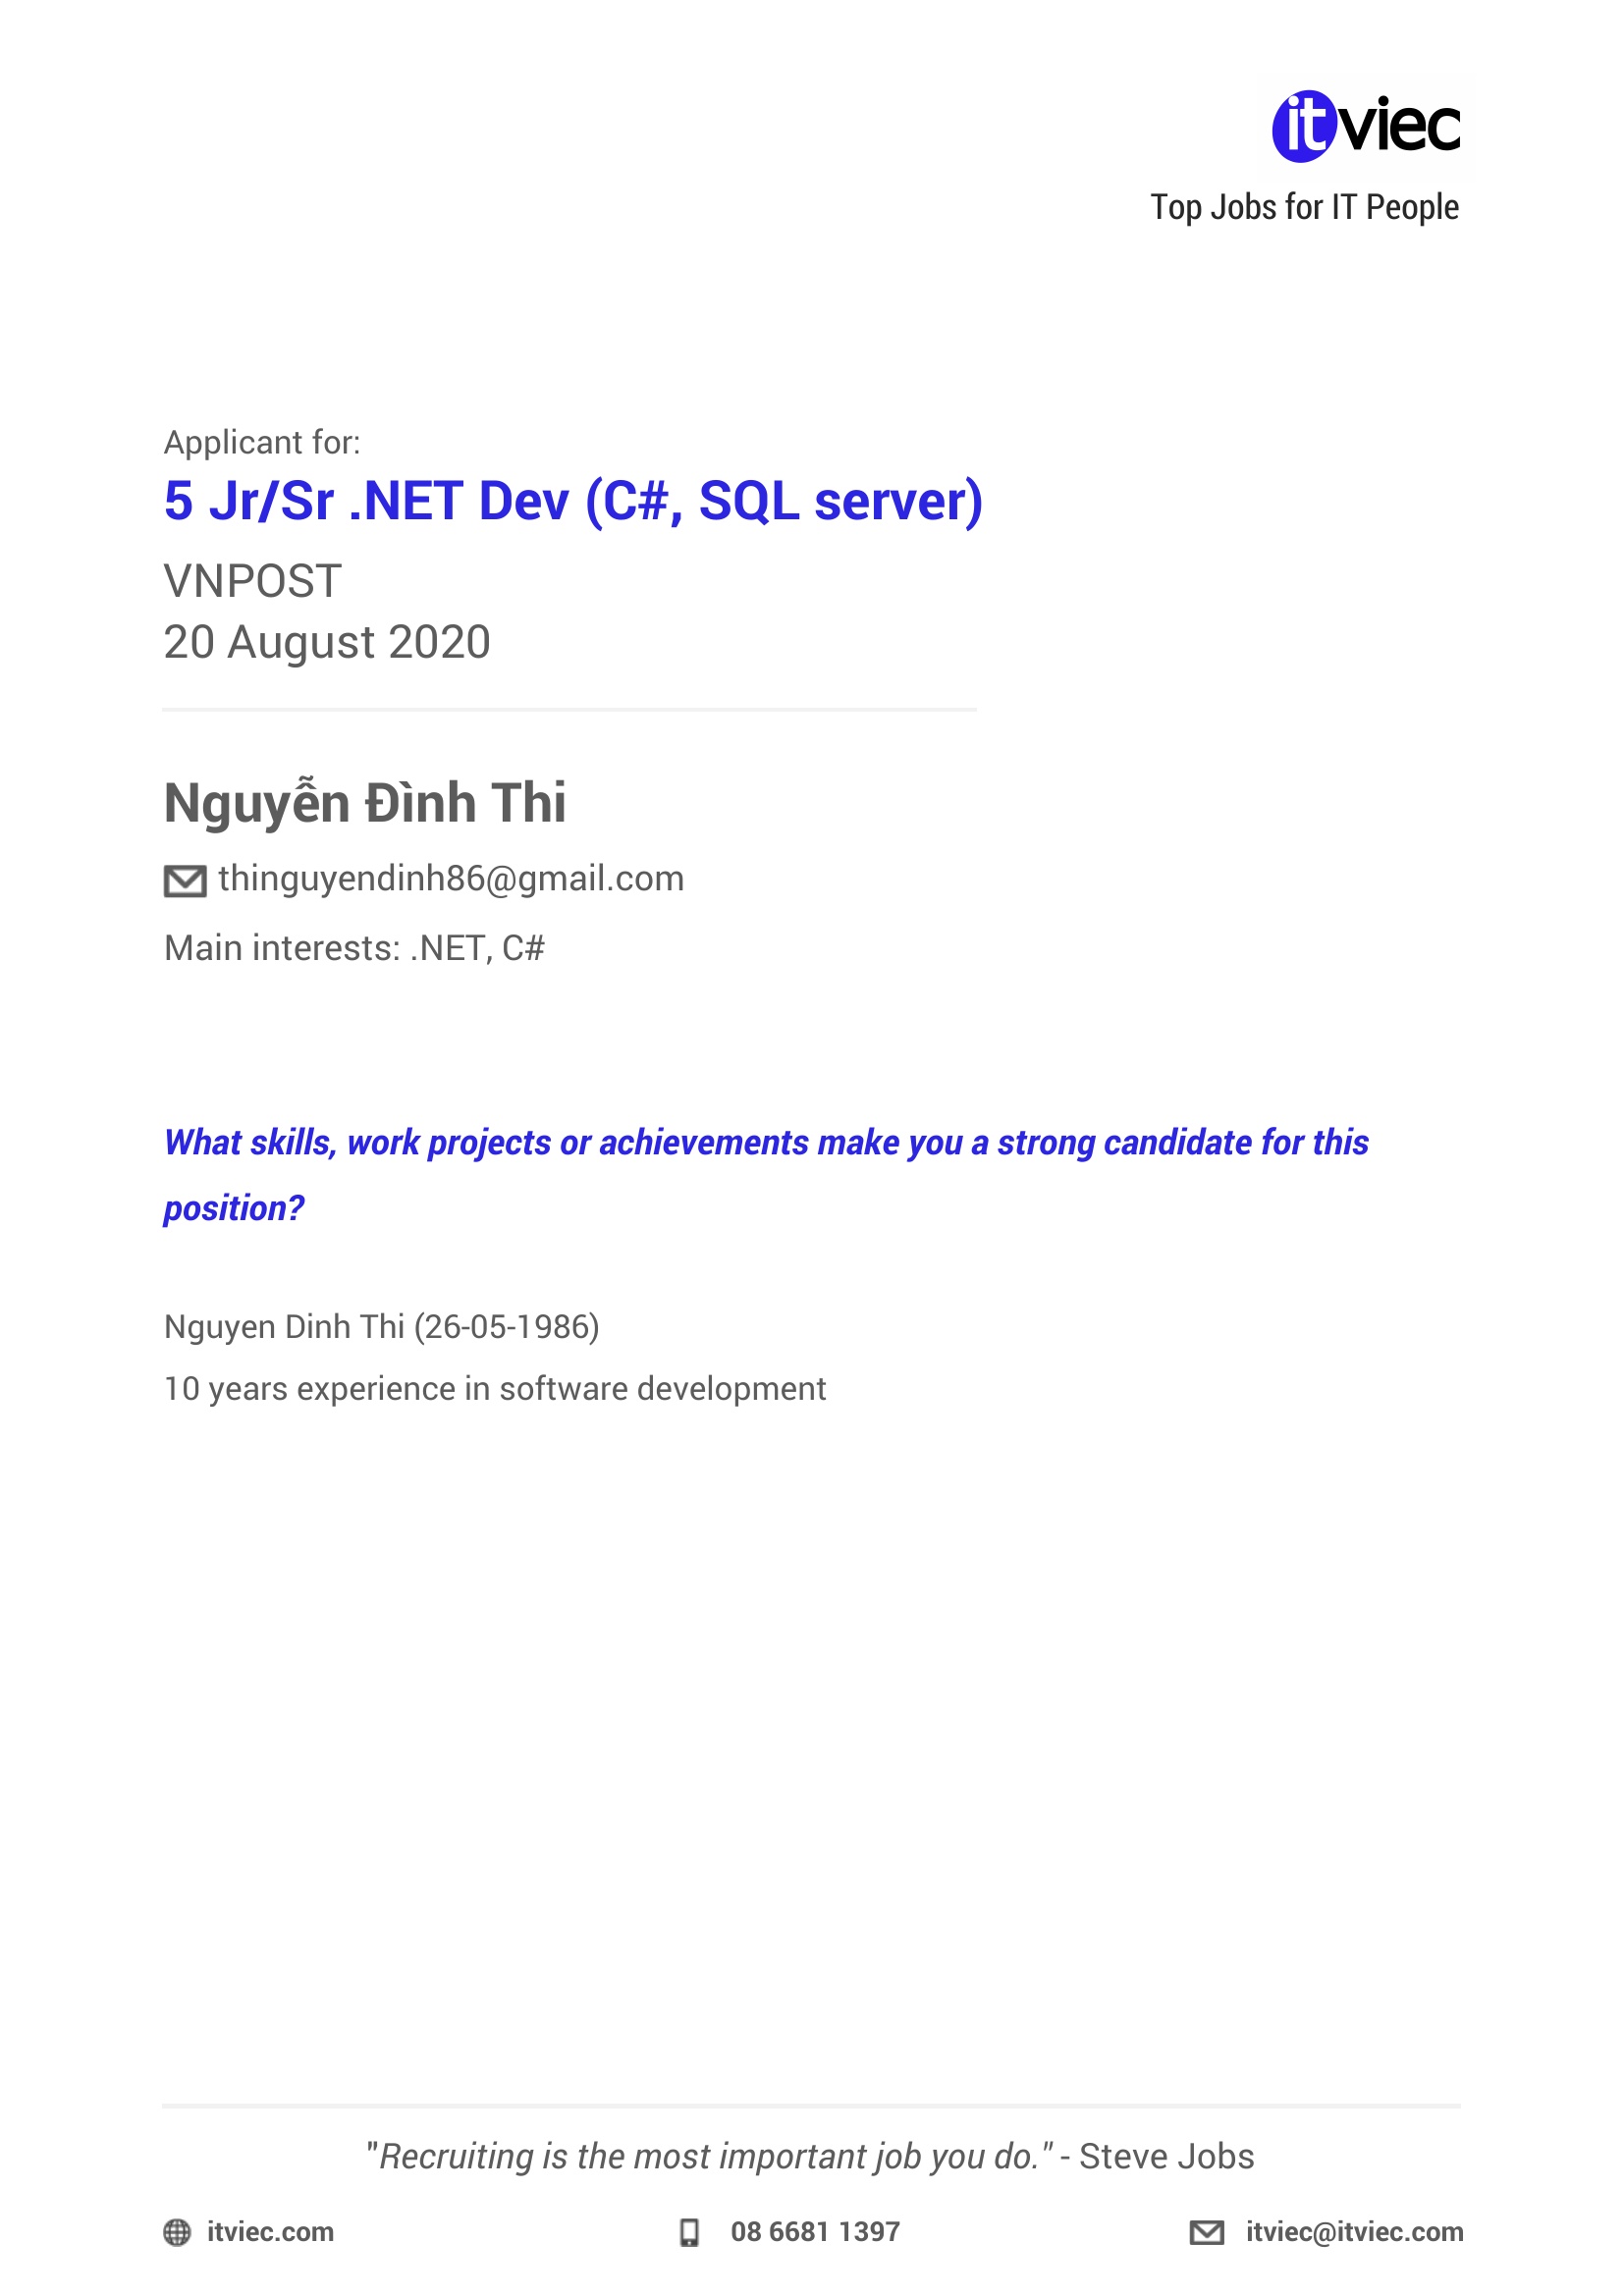 itviec
Top Jobs for IT People
Applicant for:
5 Jr/Sr .NET Dev (C#, SQL server)
VNPOST
20 August 2020
Nguyễn Đình Thi
thinguyendinh86@gmail.com
Main interests: .NET, C#
What skills, work projects or achievements make you a strong candidate for this
position?
Nguyen Dinh Thi (26-05-1986)
10 years experience in software development
"Recruiting is the most important job you do." - Steve Jobs
itviec.com 08 6681 1397 itviec@itviec.com